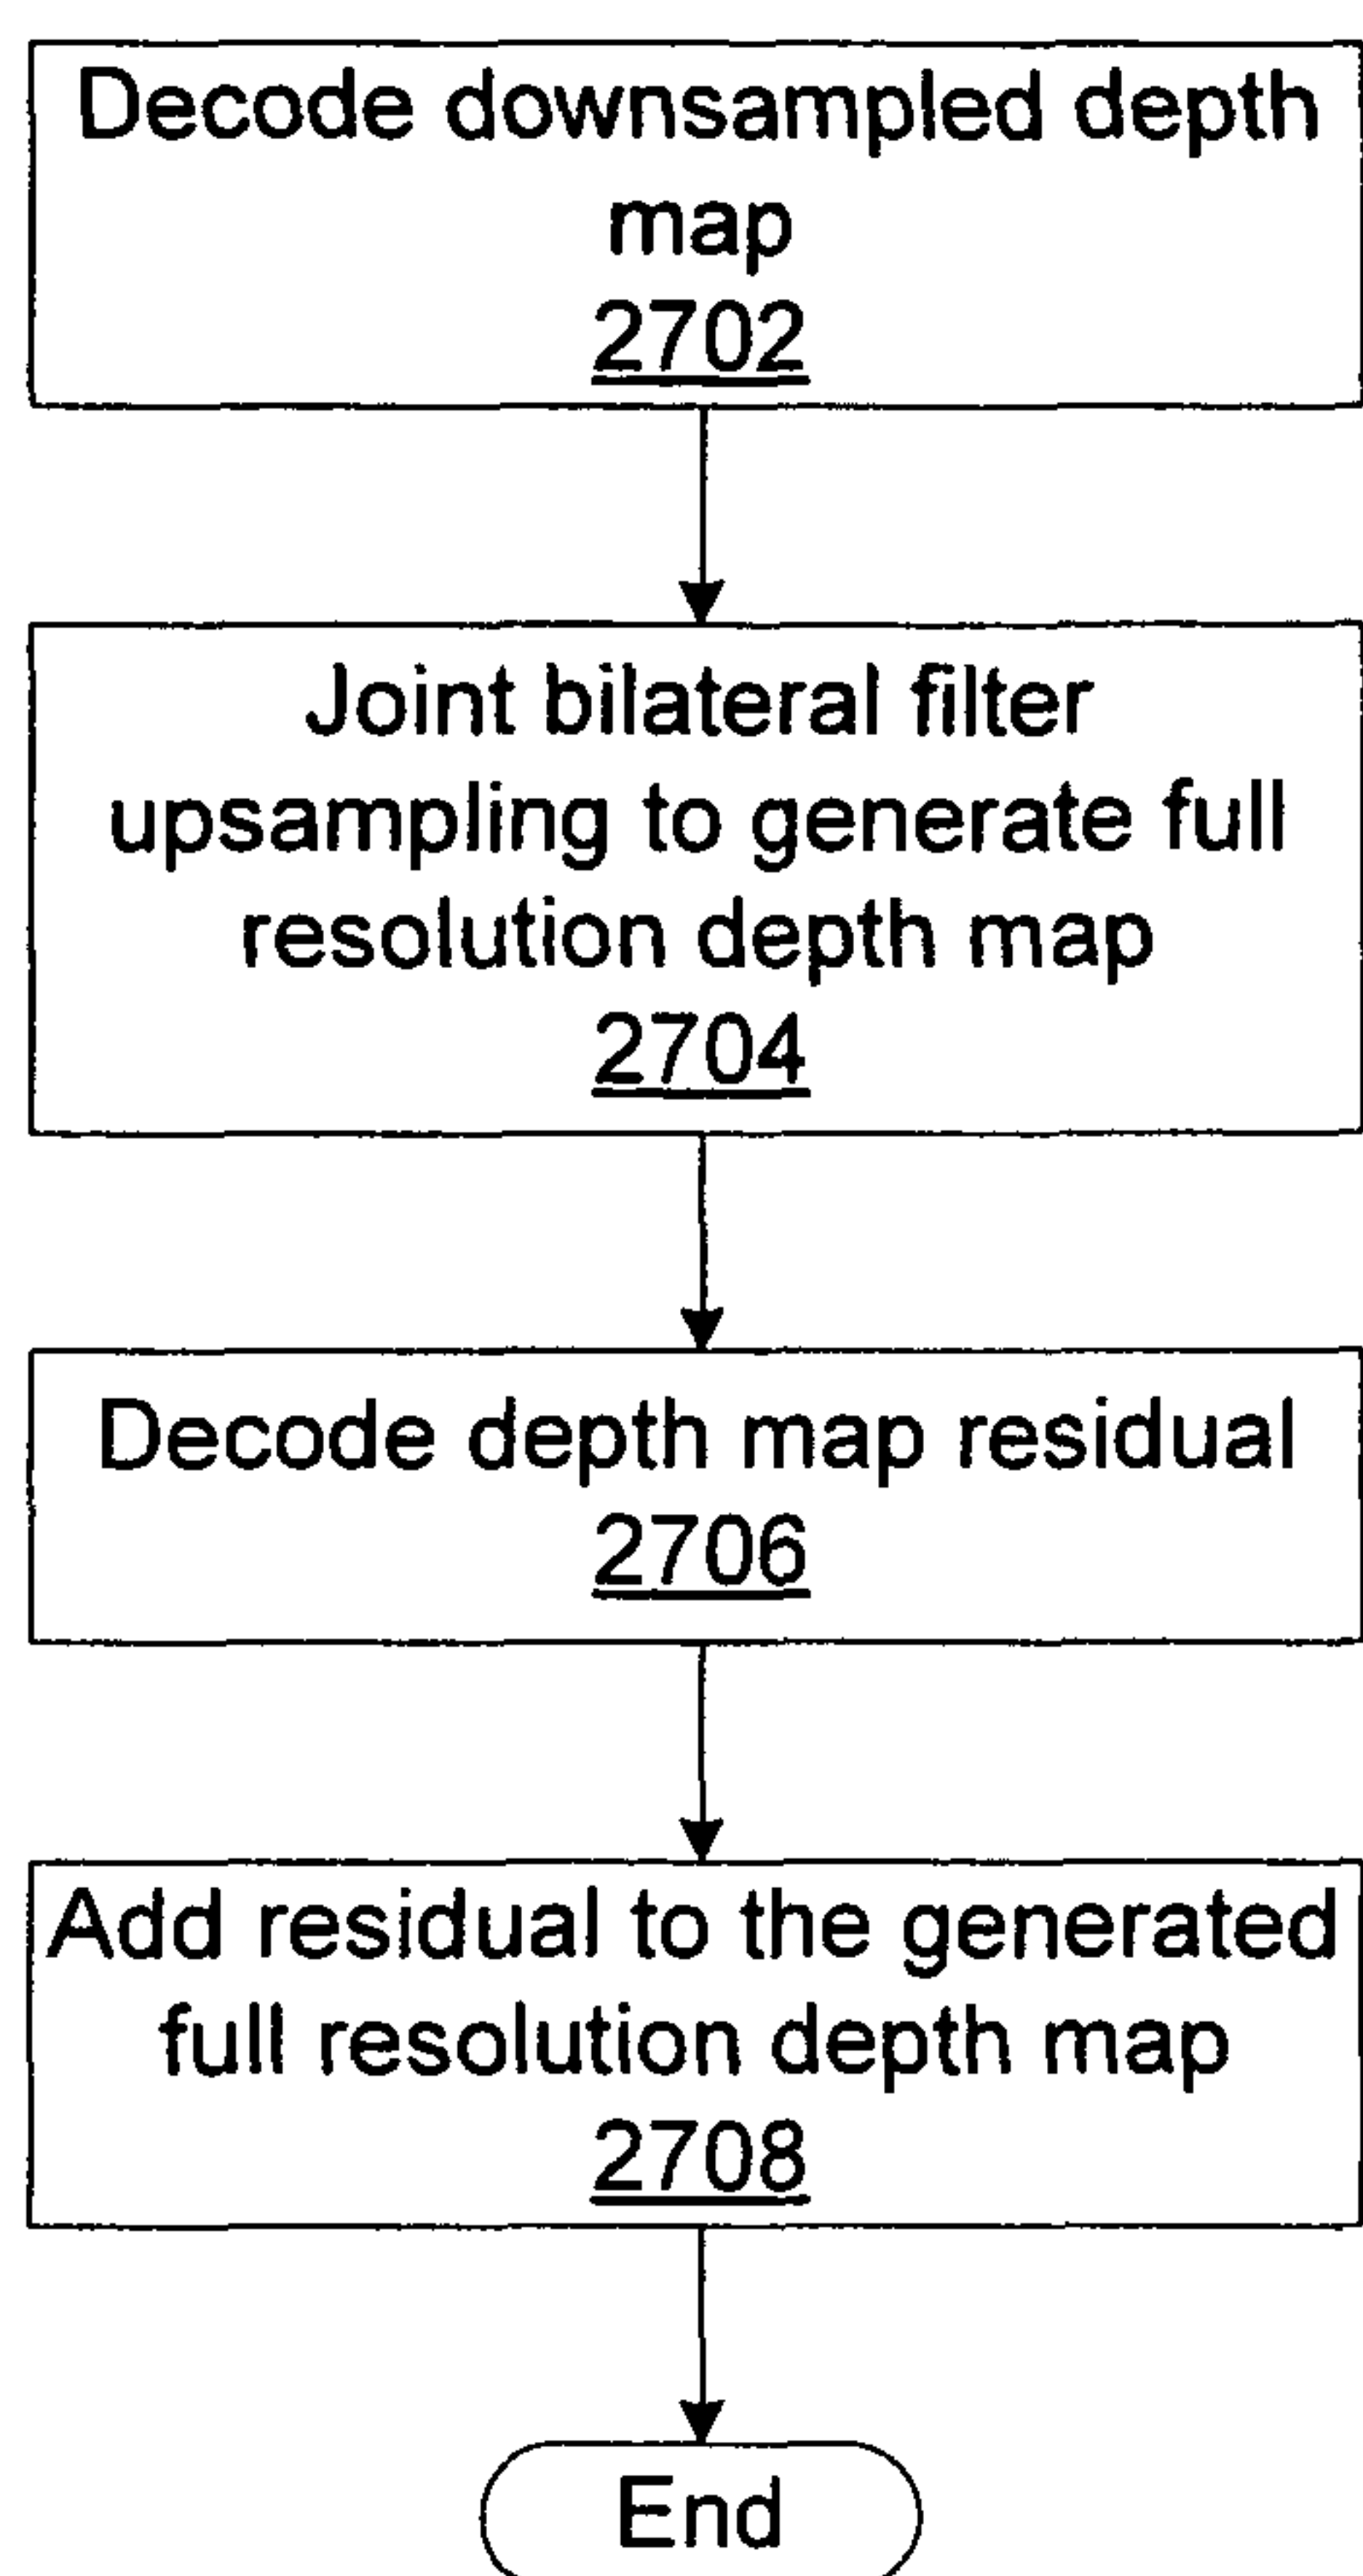 Decode downsampled depth
map
2702
Joint bilateral filter
upsampling to generate full
resolution depth map
2704
Decode depth map residual
2706
Add residual to the generated
full resolution depth map
2708
End